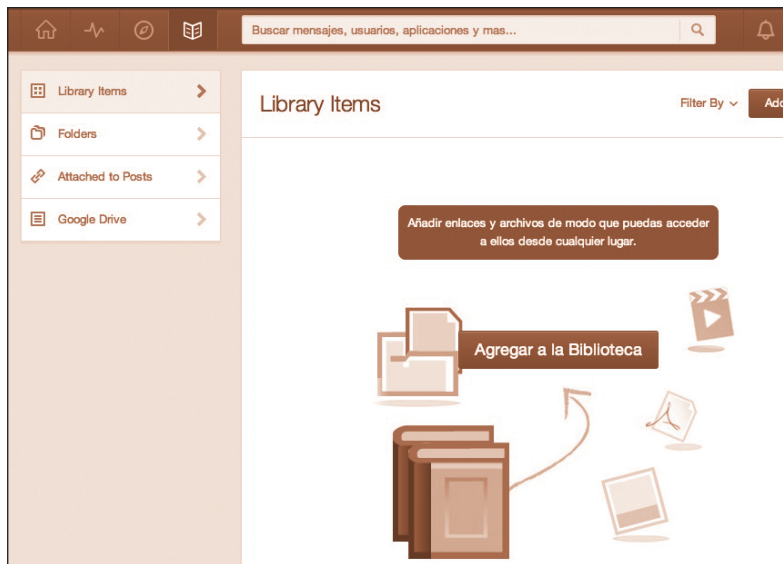 Buscar mensajes, usuarios, aplicaciones y mas...
Library Items
Folders
Attached to Posts
Google Drive
Library Items
Filter By
Añadir enlaces y archivos de modo que puedas acceder
a ellos desde cualquier lugar.
Agregar a la Biblioteca